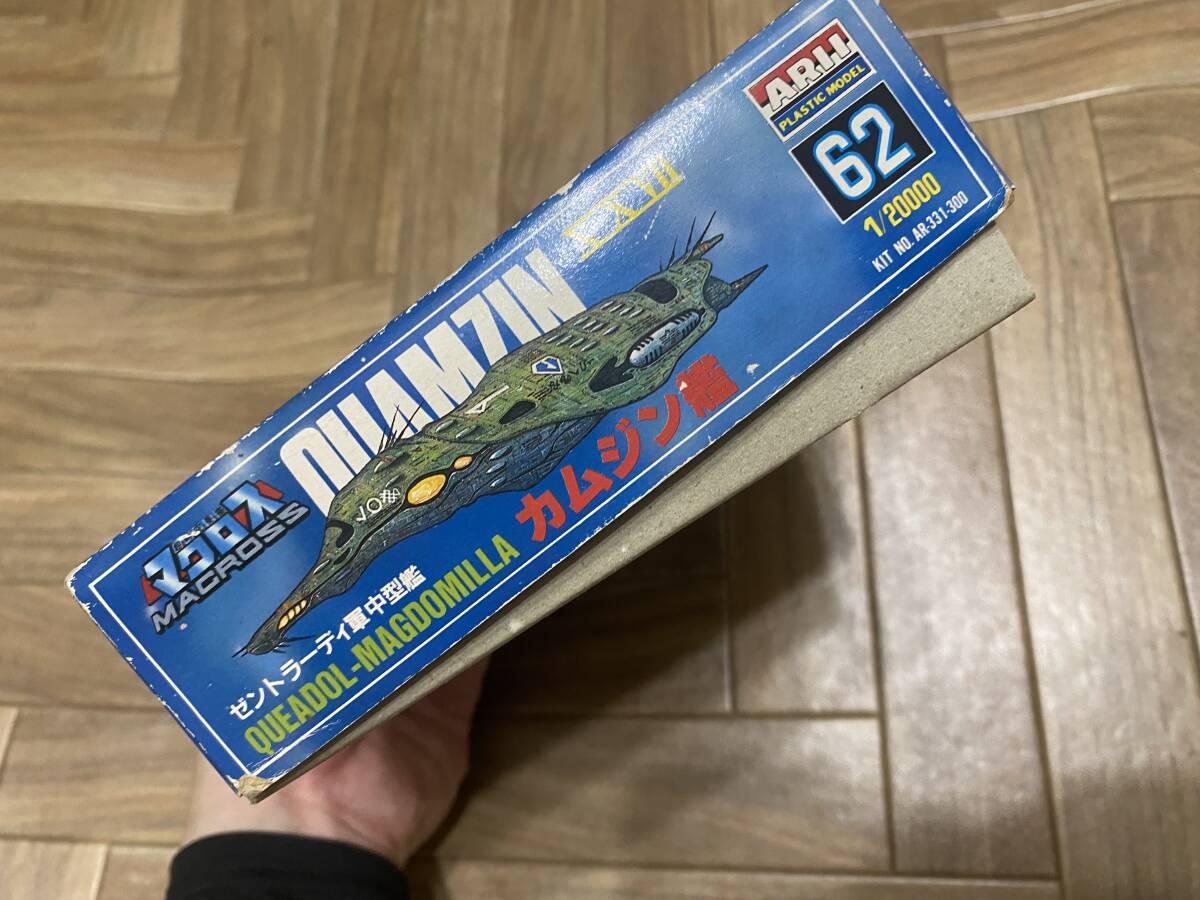 ARII
PLASTIC MODEL
62
1/20000
KIT NO. AR-331-300
QUAMZIN
マクロス
MACROSS
ゼントラーディ軍中型艦
QUEADOL-MAGDOMILLA カムジン艦